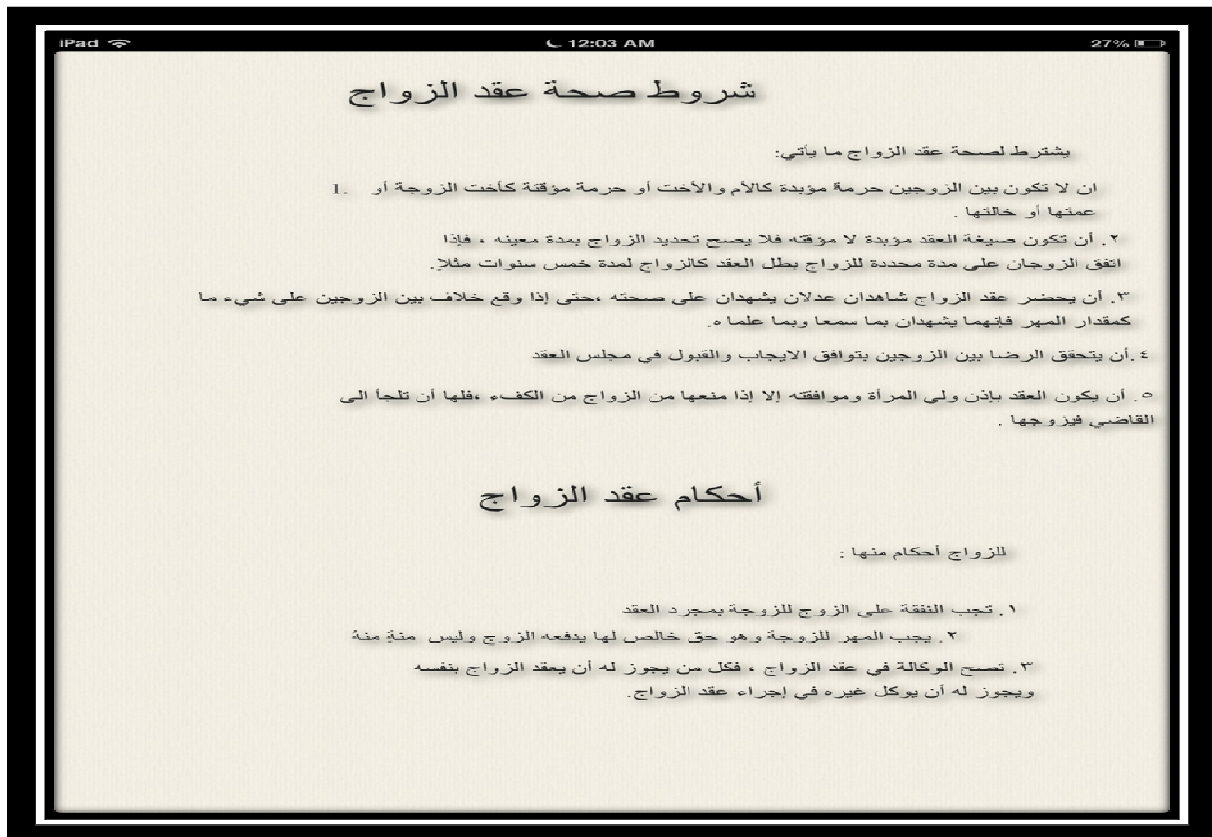 iPad 12:03 AM 27%
شروط صحة عقد الزواج
يشترط لصحة عقد الزواج ما يأتي:
1. ان لا تكون بين الزوجين حرمة مؤبدة كالأم والأخت أو حرمة مؤقتة كأخت الزوجة أو
عمتها أو خالتها .
٢. أن تكون صيغة العقد مؤبدة لا مؤقته فلا يصح تحديد الزواج بمدة معينه ، فإذا
اتفق الزوجان على مدة محددة للزواج بطل العقد كالزواج لمدة خمس سنوات مثلاِ.
٣. أن يحضر عقد الزواج شاهدان عدلان يشهدان على صحته ،حتى إذا وقع خلاف بين الزوجين على شيء ما
كمقدار المهر فإنهما يشهدان بما سمعا وبما علما ه.
٤.أن يتحقق الرضا بين الزوجين بتوافق الايجاب والقبول في مجلس العقد
٥. أن يكون العقد بإذن ولي المرأة وموافقته إلا إذا منعها من الزواج من الكفء ،فلها أن تلجأ الى
القاضي فيزوجها .
أحكام عقد الزواج
للزواج أحكام منها :
١. تجب النفقة على الزوج للزوجة بمجرد العقد
٢. يجب المهر للزوجة وهو حق خالص لها يدفعه الزوج وليس منةِ منهُ
٣. تصح الوكالة في عقد الزواج ، فكل من يجوز له أن يعقد الزواج بنفسه
ويجوز له أن يوكل غيره في إجراء عقد الزواج.